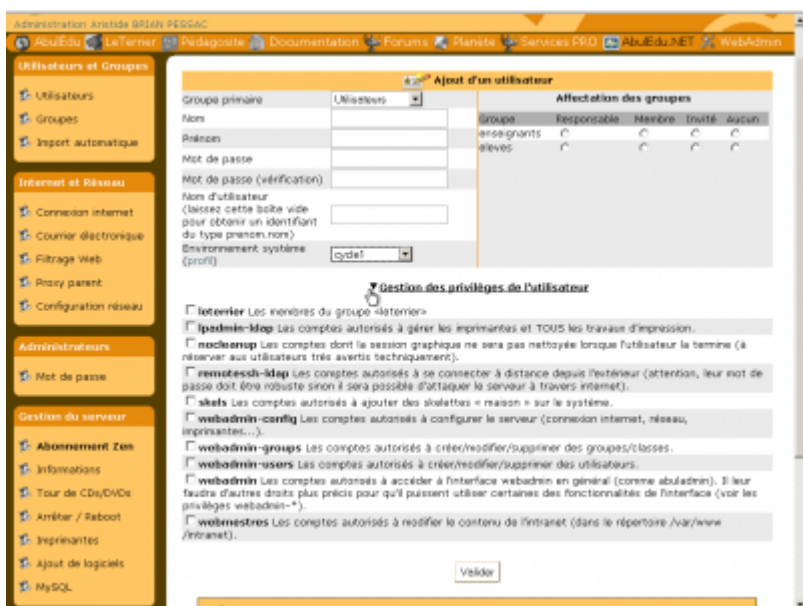 Administration Aristide BRIAN PESSAC
AbulÉdu LeTerrier Pédagosite Documentation Forums Planète Services PRO AbulEdu.NET WebAdmin
Utilisateurs et Groupes
Utilisateurs
Groupes
Import automatique
Internet et Réseau
Connexion internet
Courrier électronique
Filtrage Web
Proxy parent
Configuration réseau
Administrateurs
Mot de passe
Gestion du serveur
Abonnement Zen
Informations
Tour de CDs/DVDs
Arrêter / Reboot
Imprimantes
Ajout de logiciels
MySQL
Ajout d'un utilisateur
Groupe primaire Utilisateurs
Nom
Prénom
Mot de passe
Mot de passe (vérification)
Nom d'utilisateur
(laissez cette boîte vide
pour obtenir un identifiant
du type prenom.nom)
Environnement système
(profil) cycle1
Affectation des groupes
Groupe Responsable Membre Invité Aucun
enseignants
eleves
Gestion des privilèges de l'utilisateur
leterrier Les membres du groupe «leterrier»
lpadmin-ldap Les comptes autorisés à gérer les imprimantes et TOUS les travaux d'impression.
nocleanup Les comptes dont la session graphique ne sera pas nettoyée lorsque l'utilisateur la termine (à
réserver aux utilisateurs très avertis techniquement).
remotessh-ldap Les comptes autorisés à se connecter à distance depuis l'extérieur (attention, leur mot de
passe doit être robuste sinon il sera possible d'attaquer le serveur à travers internet).
skels Les comptes autorisés à ajouter des skelettes « maison » sur le système.
webadmin-config Les comptes autorisés à configurer le serveur (connexion internet, réseau,
imprimantes...).
webadmin-groups Les comptes autorisés à créer/modifier/supprimer des groupes/classes.
webadmin-users Les comptes autorisés à créer/modifier/supprimer des utilisateurs.
webadmin Les comptes autorisés à accéder à l'interface webadmin en général (comme abuladmin). Il leur
faudra d'autres droits plus précis pour qu'il puissent utiliser certaines des fonctionnalités de l'interface (voir les
privilèges webadmin-*).
webmestres Les comptes autorisés à modifier le contenu de l'intranet (dans le répertoire /var/www
/intranet).
Valider